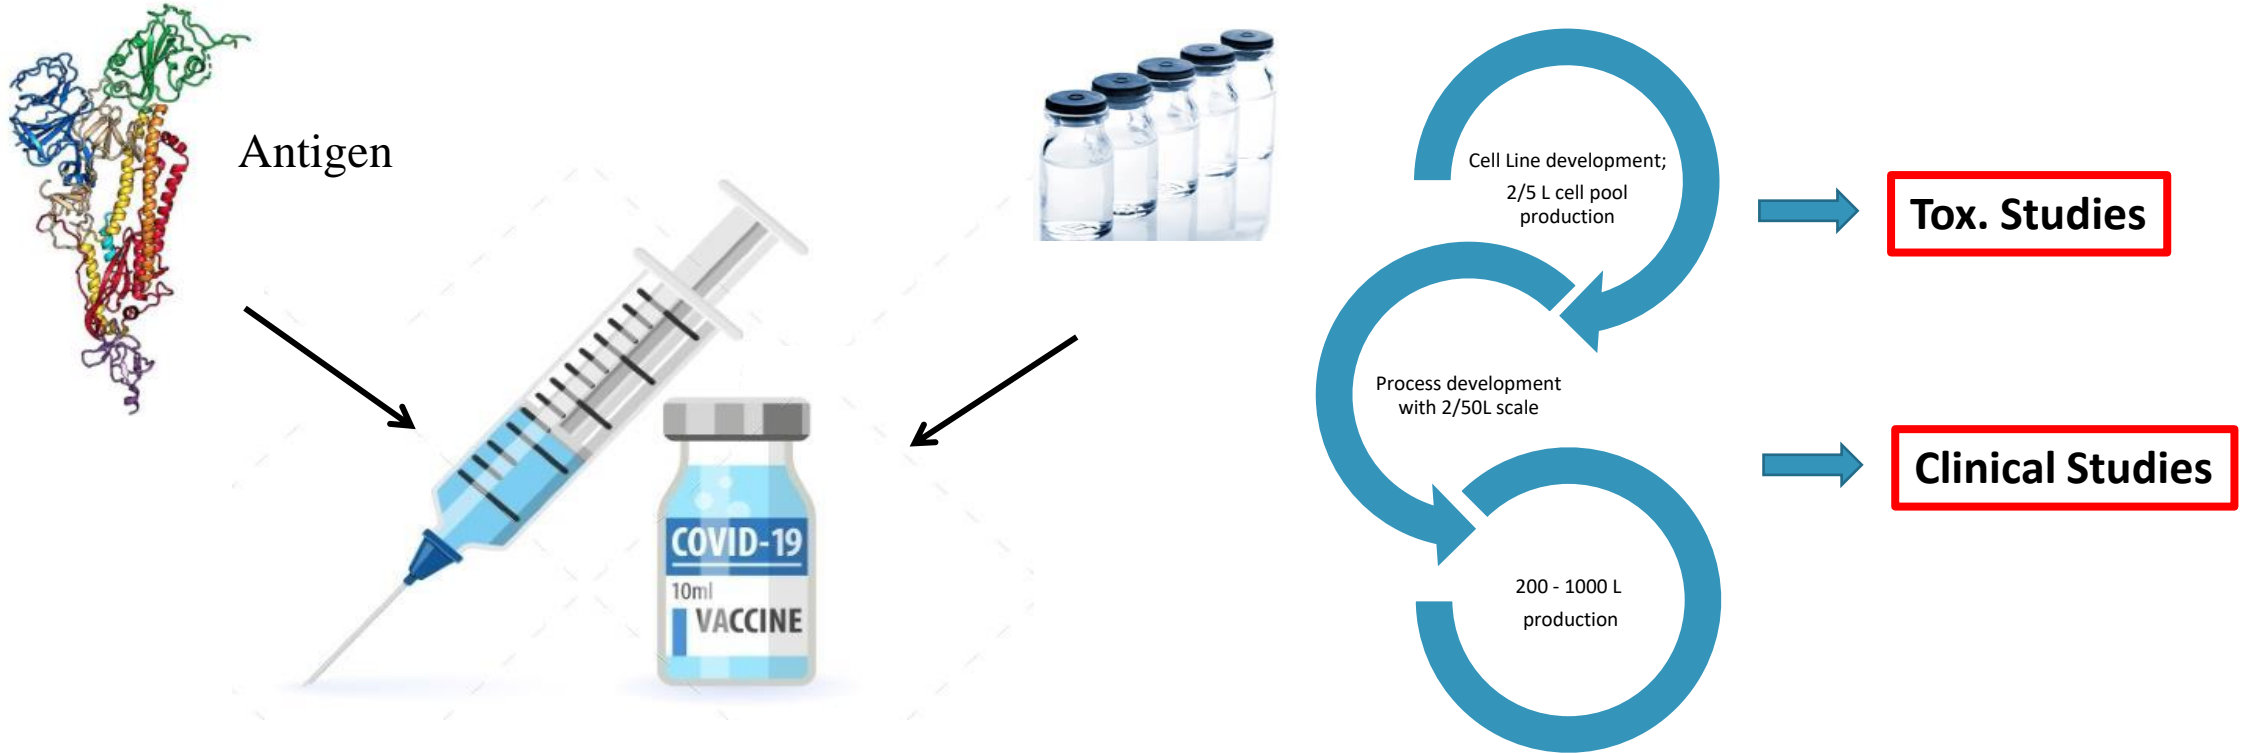 Antigen
COVID-19
10ml
VACCINE
Cell Line development;
2/5 L cell pool
production
Process development
with 2/50L scale
200 - 1000 L
production
Tox. Studies
Clinical Studies